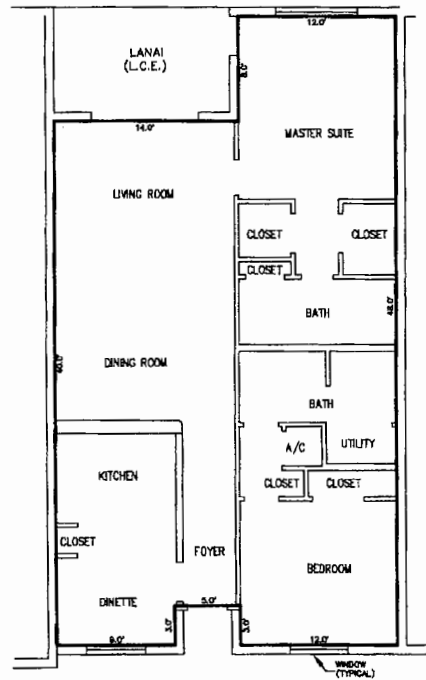 12.0'
LANAI
(L.C.E.)
8.0'
14.0'
MASTER SUITE
LIVING ROOM
CLOSET
CLOSET
CLOSET
BATH
48.0'
DINING ROOM
40.0'
BATH
A/C
UTILITY
KITCHEN
CLOSET
CLOSET
CLOSET
FOYER
BEDROOM
DINETTE
5.0'
3.0'
3.0'
9.0'
12.0'
WINDOW
(TYPICAL)